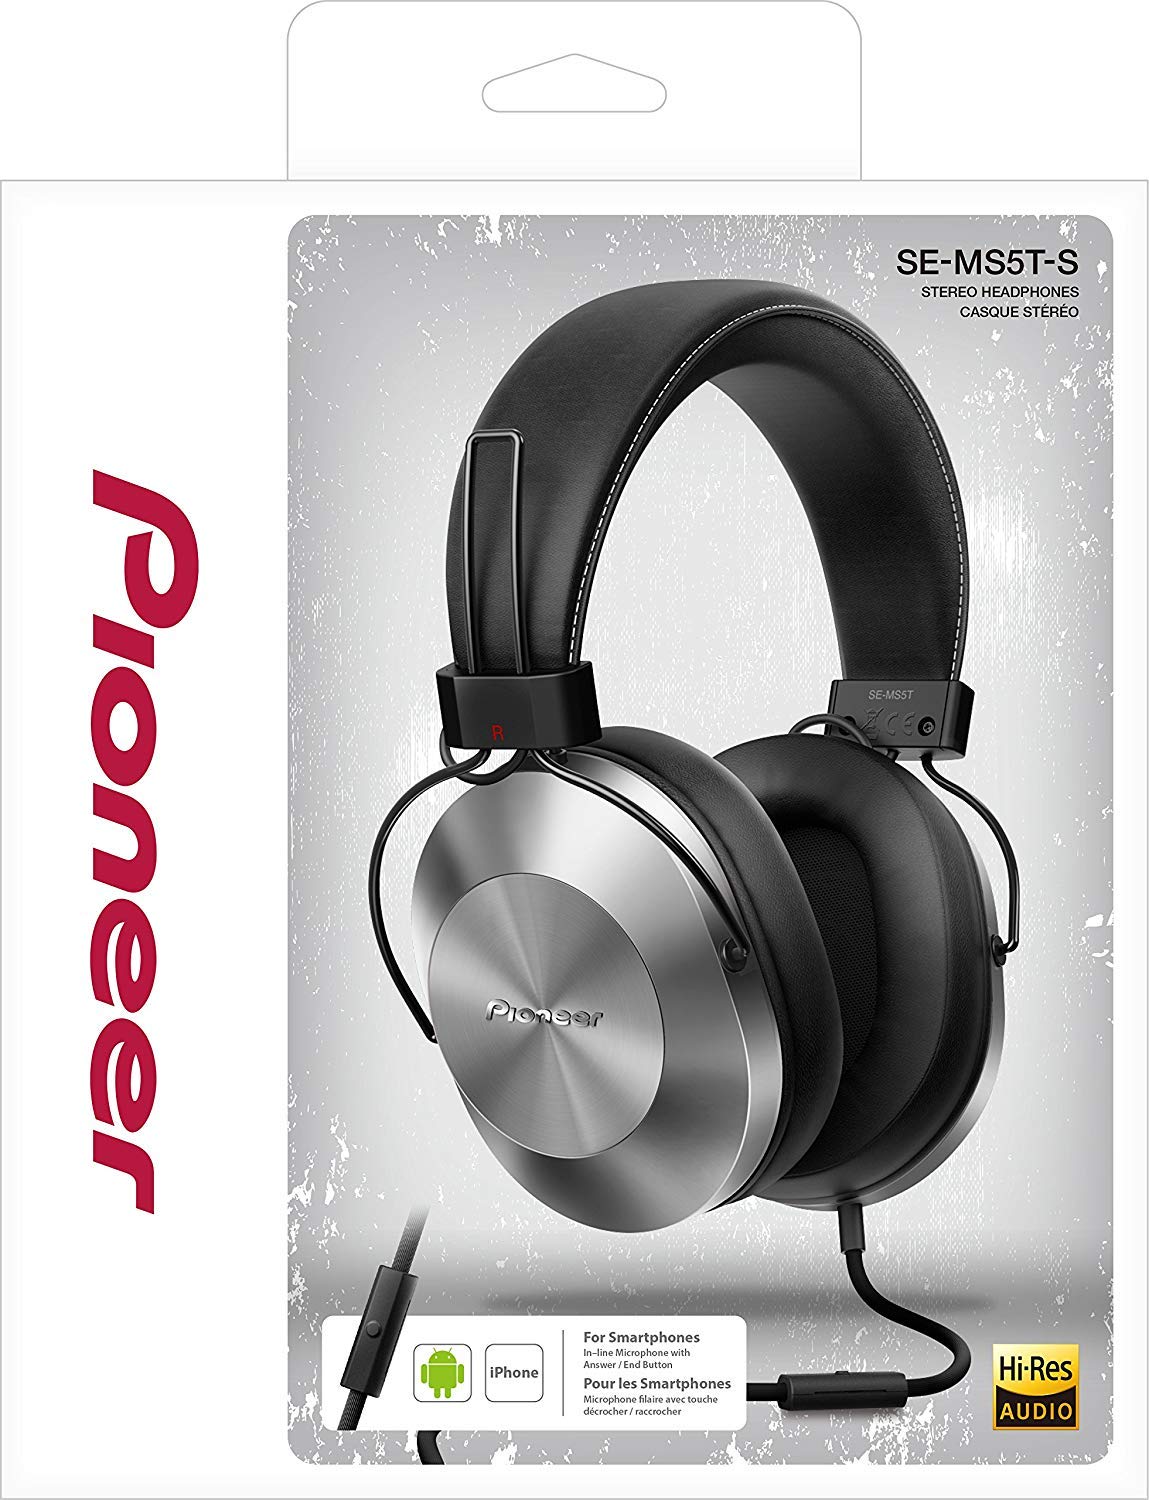 Pioneer
SE-MS5T-S
STEREO HEADPHONES
CASQUE STÉRÉO
SE-MS5T
CE
R
Pioneer
For Smartphones
In-line Microphone with
Answer / End Button
iPhone
Pour les Smartphones
Microphone filaire avec touche
décrocher / raccrocher
Hi-Res
AUDIO